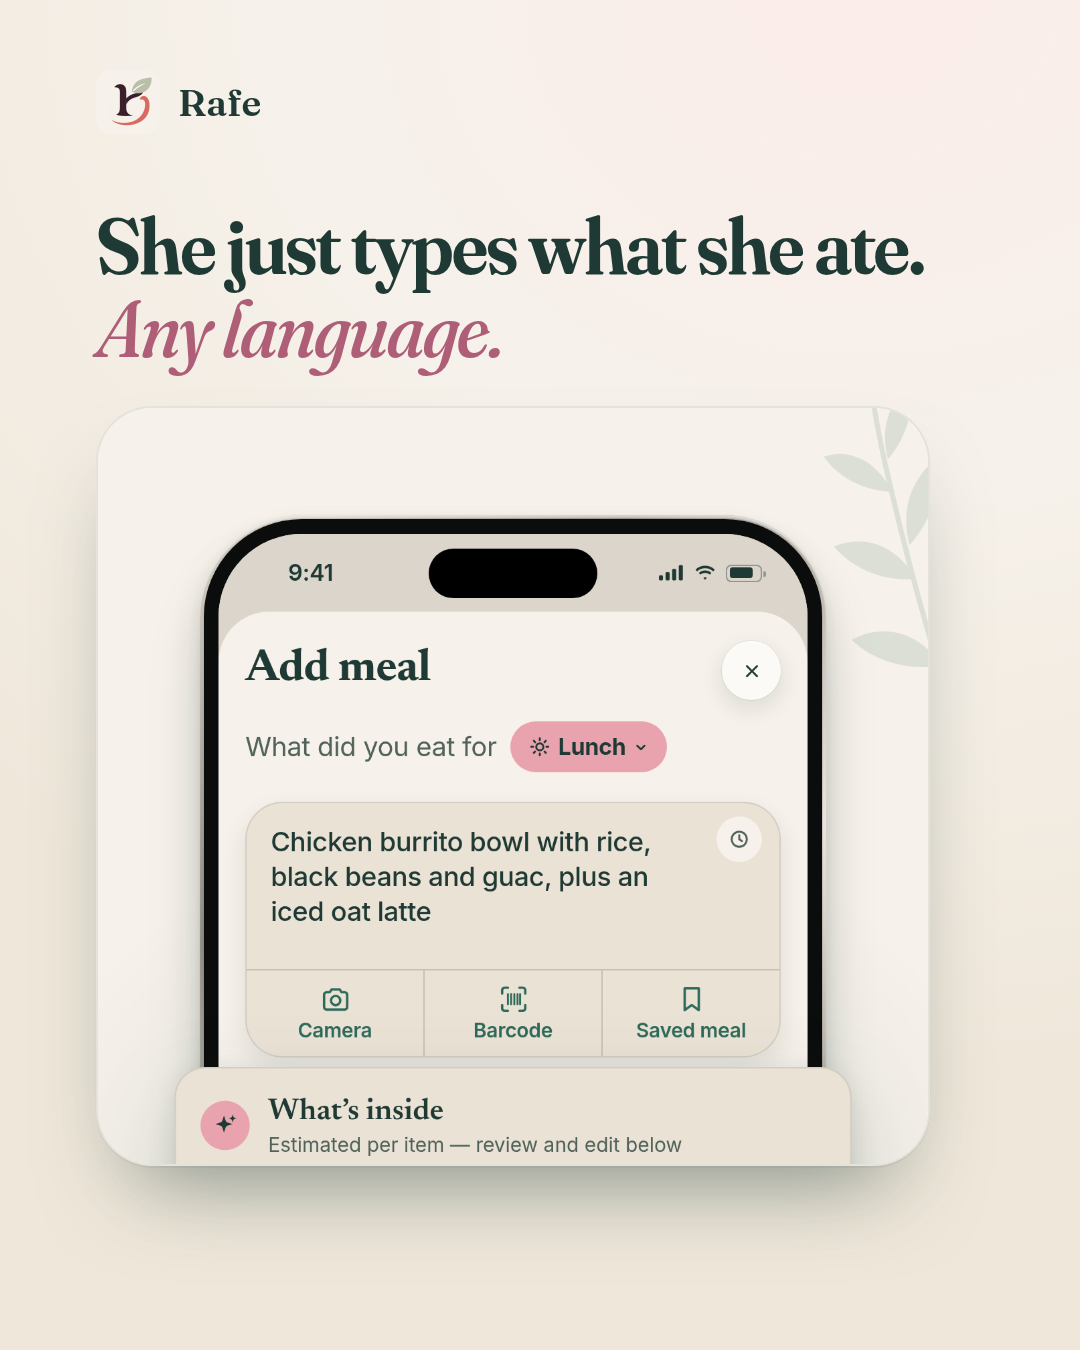 Rafe
She just types what she ate.
Any language.
9:41
Add meal
What did you eat for Lunch
Chicken burrito bowl with rice,
black beans and guac, plus an
iced oat latte
Camera Barcode Saved meal
What’s inside
Estimated per item — review and edit below